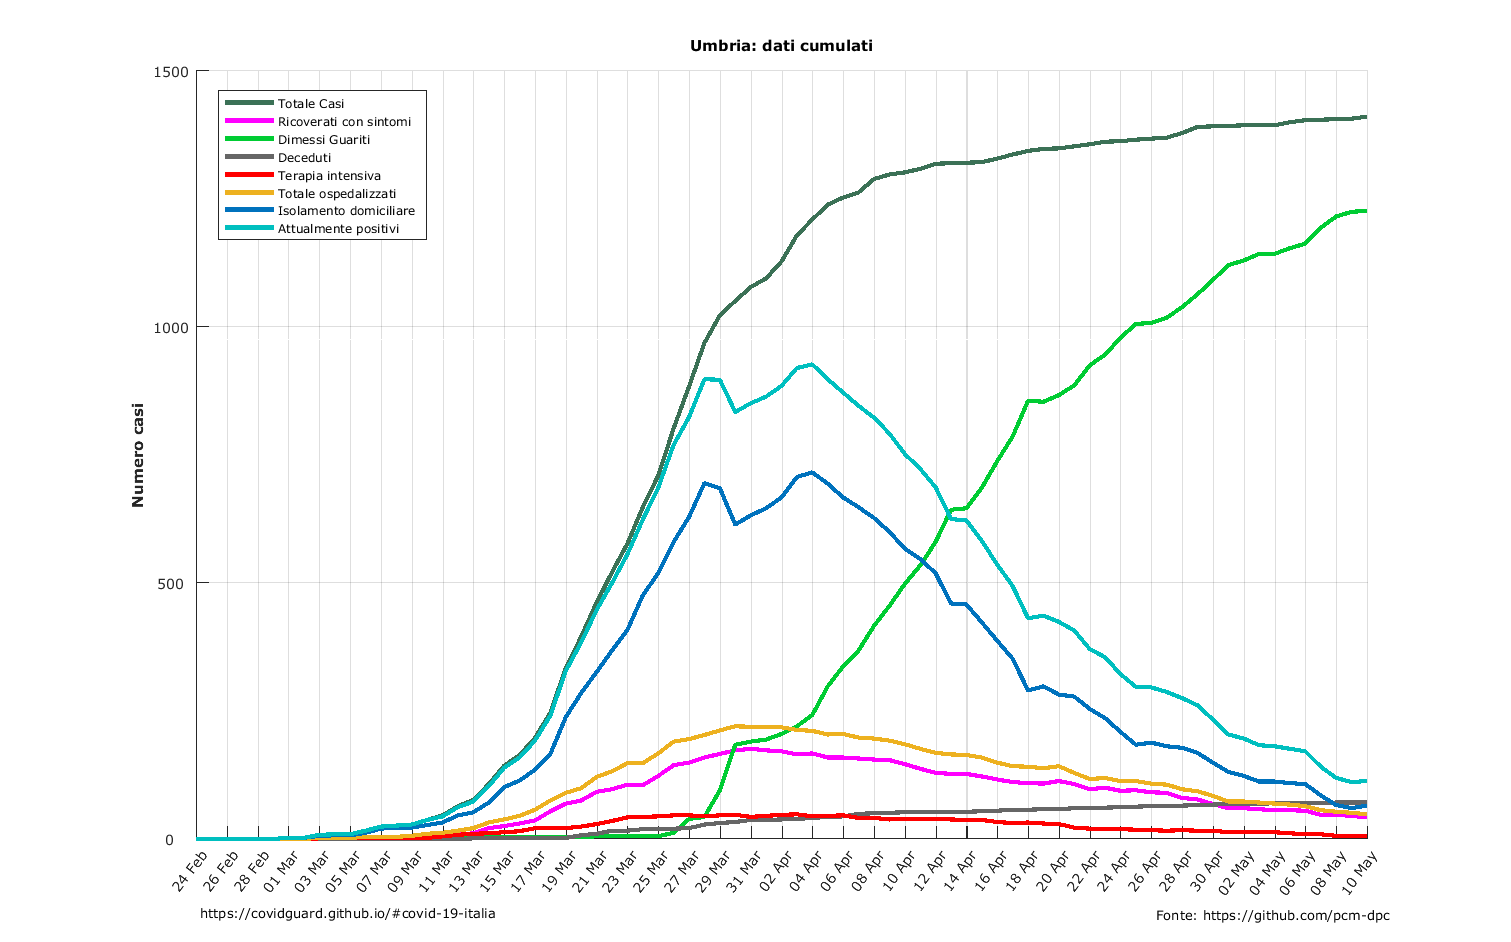 Umbria: dati cumulati
Numero casi
1500
1000
500
0
Totale Casi
Ricoverati con sintomi
Dimessi Guariti
Deceduti
Terapia intensiva
Totale ospedalizzati
Isolamento domiciliare
Attualmente positivi
24 Feb
26 Feb
28 Feb
01 Mar
03 Mar
05 Mar
07 Mar
09 Mar
11 Mar
13 Mar
15 Mar
17 Mar
19 Mar
21 Mar
23 Mar
25 Mar
27 Mar
29 Mar
31 Mar
02 Apr
04 Apr
06 Apr
08 Apr
10 Apr
12 Apr
14 Apr
16 Apr
18 Apr
20 Apr
22 Apr
24 Apr
26 Apr
28 Apr
30 Apr
02 May
04 May
06 May
08 May
10 May
https://covidguard.github.io/#covid-19-italia
Fonte: https://github.com/pcm-dpc